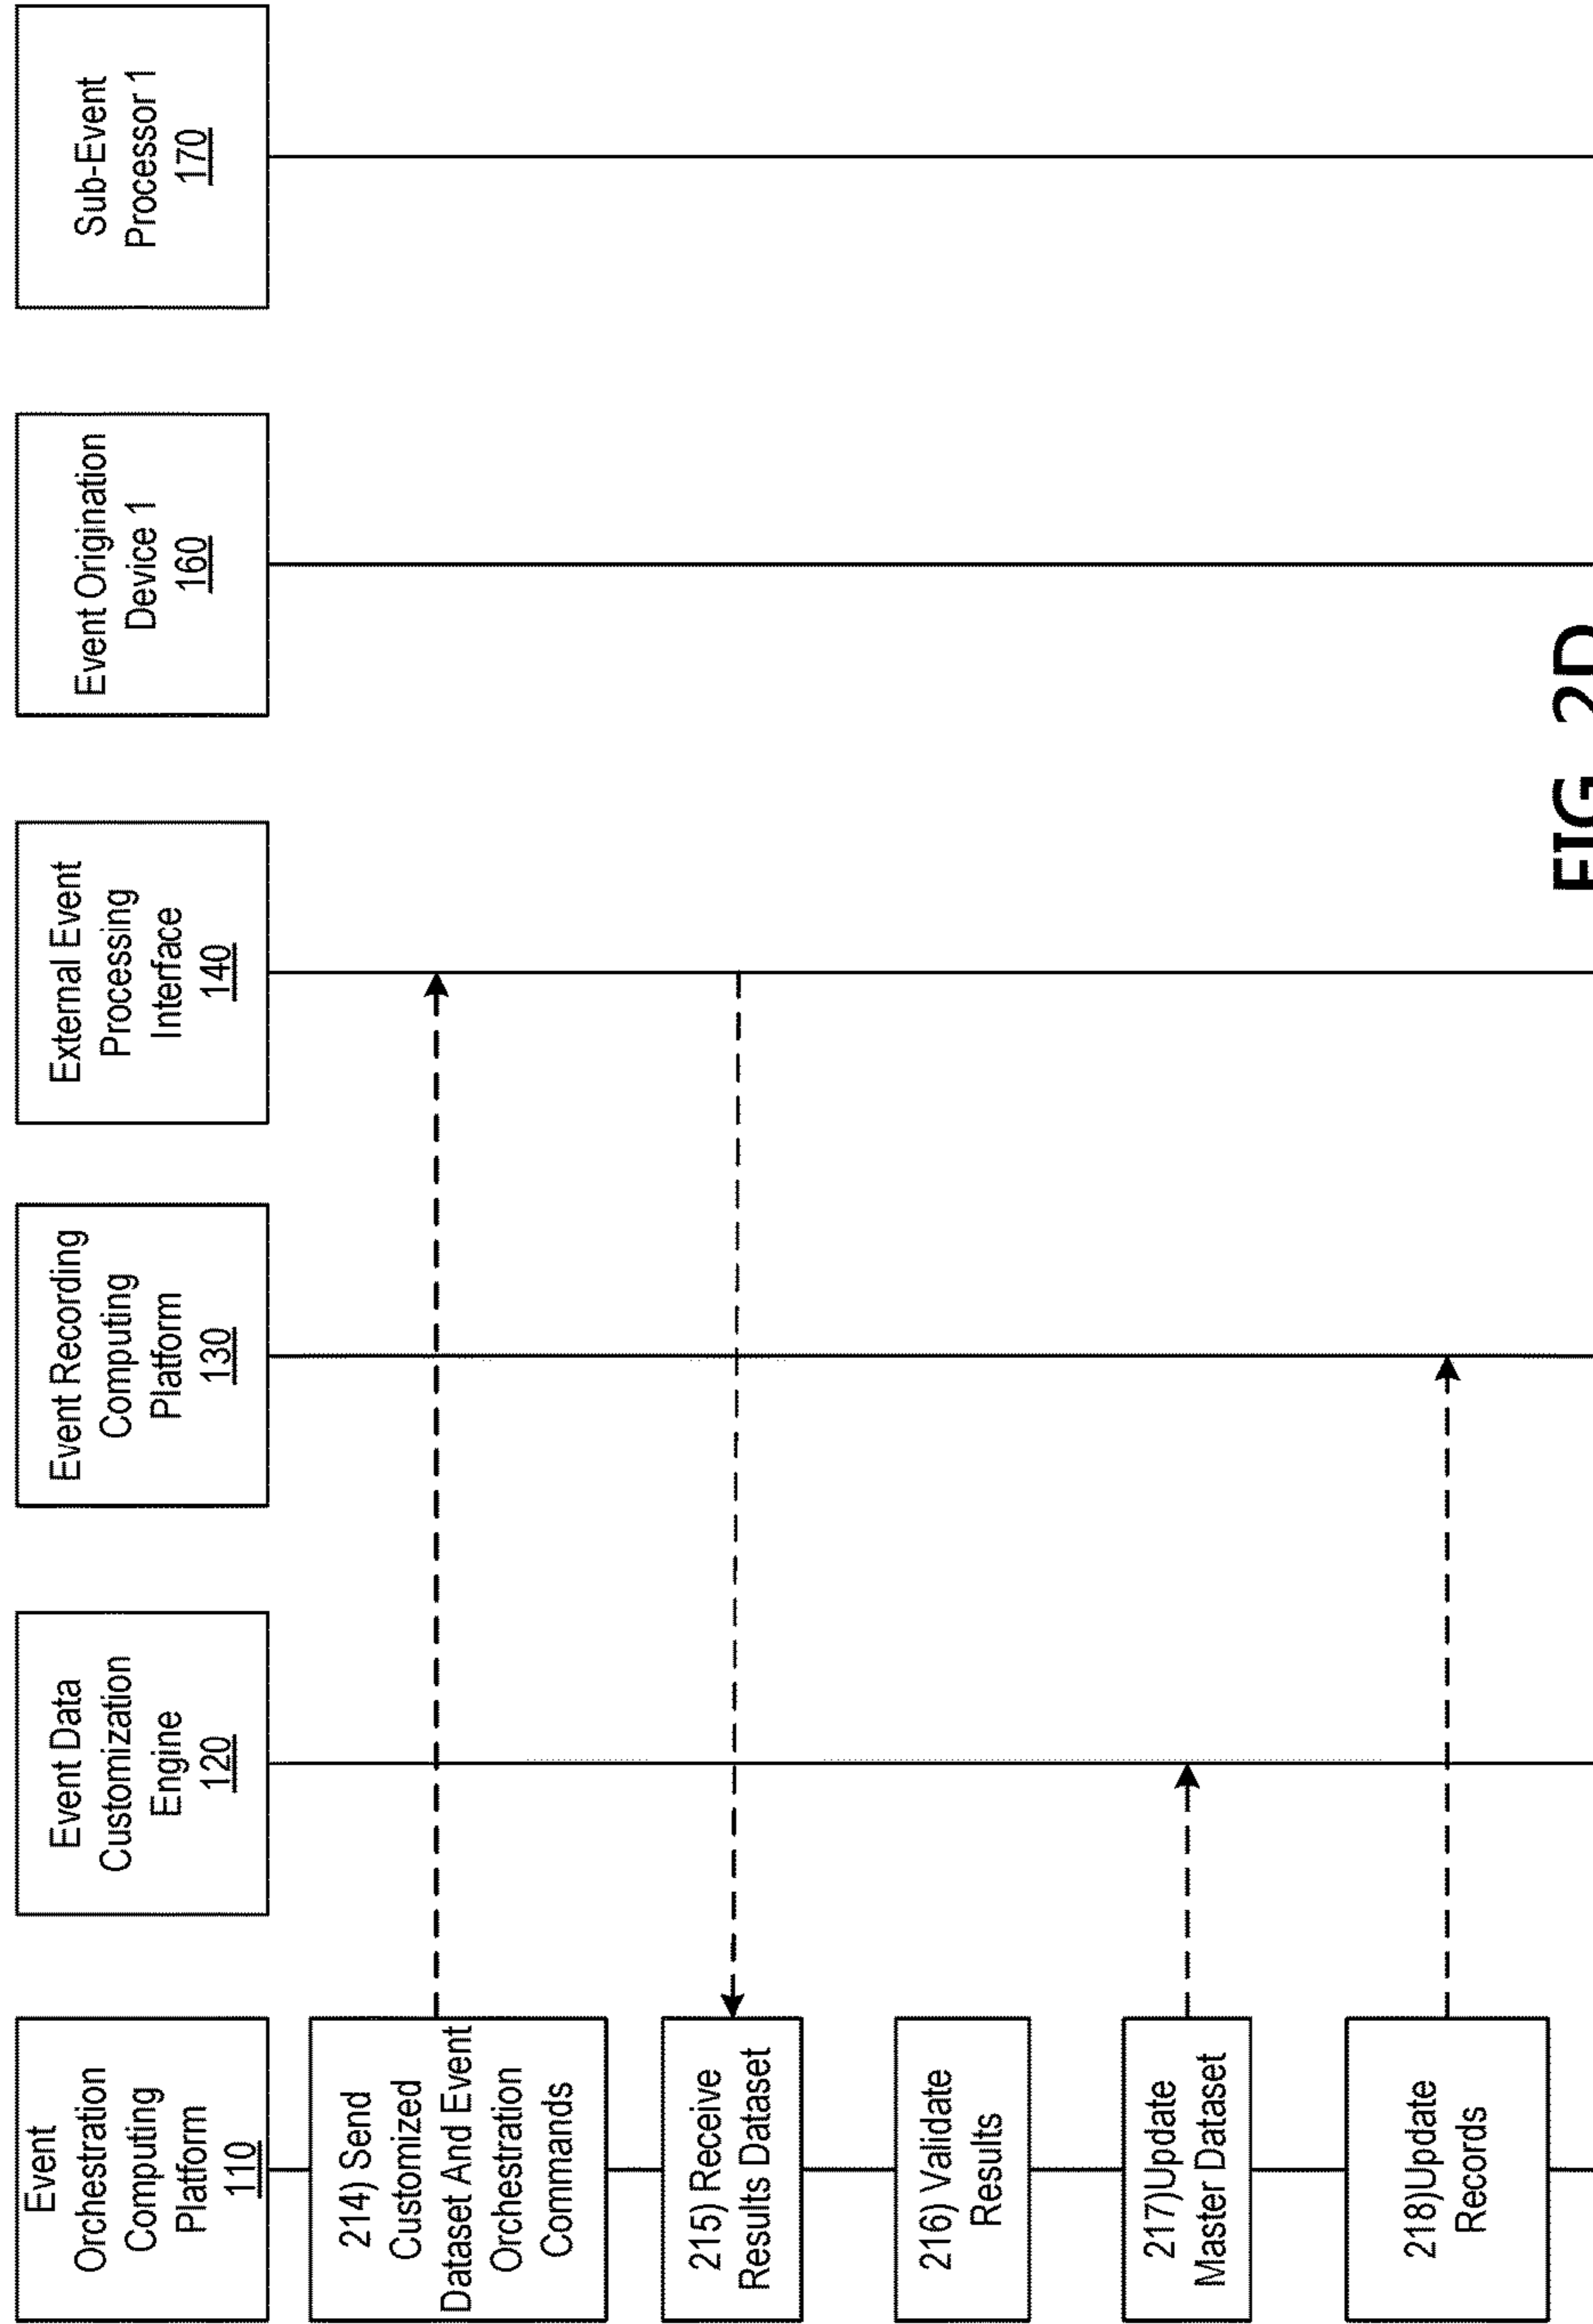 Event
Orchestration
Computing
Platform
110
Event Data
Customization
Engine
120
Event Recording
Computing
Platform
130
External Event
Processing
Interface
140
Event Origination
Device 1
160
Sub-Event
Processor 1
170
214) Send
Customized
Dataset And Event
Orchestration
Commands
215) Receive
Results Dataset
216) Validate
Results
217)Update
Master Dataset
218)Update
Records
FIG. 2D